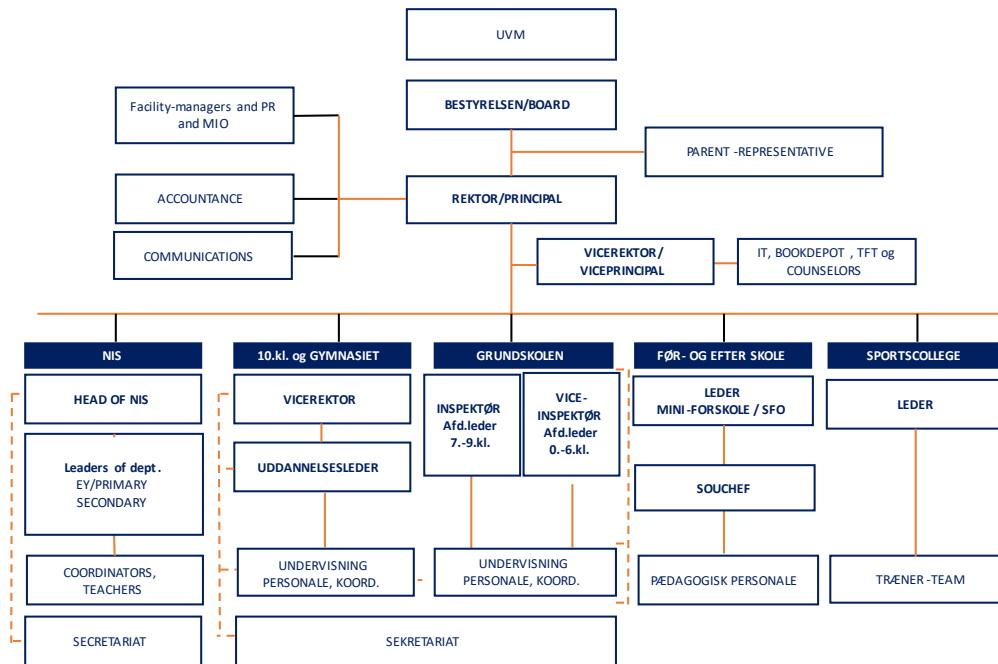 UVM
BESTYRELSEN/BOARD
Facility-managers and PR
and MIO
PARENT -REPRESENTATIVE
REKTOR/PRINCIPAL
ACCOUNTANCE
COMMUNICATIONS
VICEREKTOR/
VICEPRINCIPAL
IT, BOOKDEPOT , TFT og
COUNSELORS
NIS
HEAD OF NIS
Leaders of dept.
EY/PRIMARY
SECONDARY
COORDINATORS,
TEACHERS
SECRETARIAT
10.kl. og GYMNASIET
VICEREKTOR
UDDANNELSESLEDER
UNDERVISNING
PERSONALE, KOORD.
GRUNDSKOLEN
INSPEKTØR
Afd.leder
7.-9.kl.
VICE-
INSPEKTØR
Afd.leder
0.-6.kl.
UNDERVISNING
PERSONALE, KOORD.
SEKRETARIAT
FØR- OG EFTER SKOLE
LEDER
MINI -FORSKOLE / SFO
SOUCHEF
PÆDAGOGISK PERSONALE
SPORTSCOLLEGE
LEDER
TRÆNER -TEAM